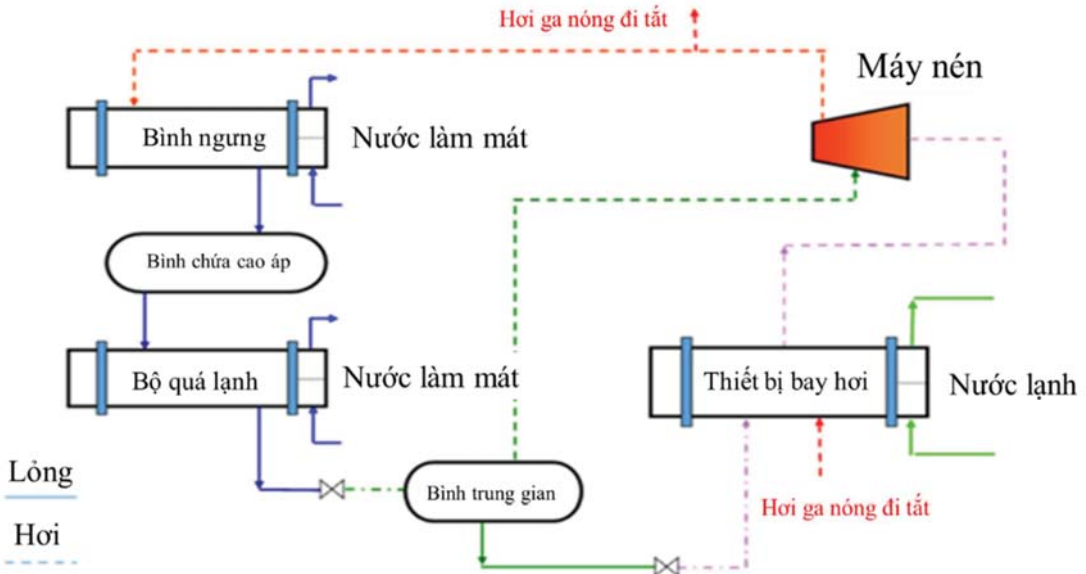 Hơi ga nóng đi tắt
Máy nén
Bình ngưng
Nước làm mát
Bình chứa cao áp
Bộ quá lạnh
Nước làm mát
Thiết bị bay hơi
Nước lạnh
Lỏng
Bình trung gian
Hơi ga nóng đi tắt
Hơi